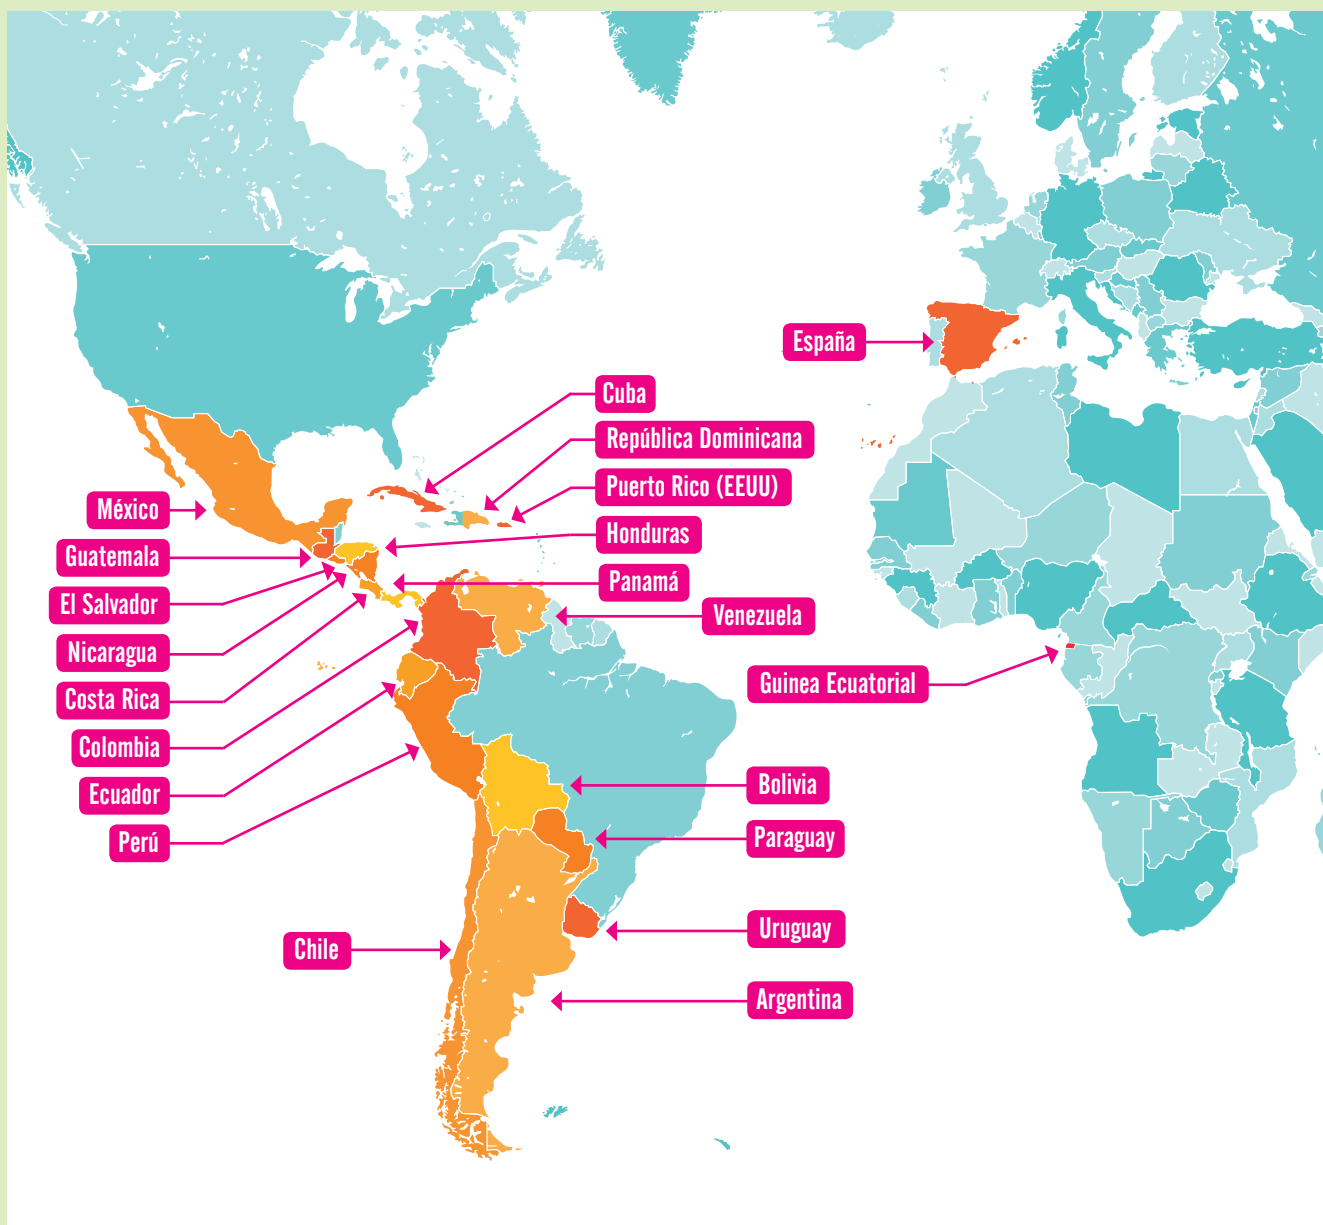 España
Cuba
República Dominicana
Puerto Rico (EEUU)
México
Honduras
Guatemala
Panamá
El Salvador
Venezuela
Nicaragua
Guinea Ecuatorial
Costa Rica
Colombia
Ecuador
Bolivia
Perú
Paraguay
Uruguay
Chile
Argentina